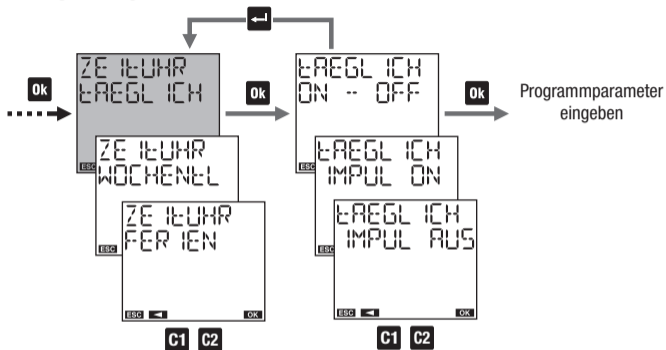 Ok
ZEITUHR
TAEGLICH
ESC
ZEITUHR
WOCHENTL
ESC
ZEITUHR
FERIEN
ESC OK
C1 C2
Ok
TAEGLICH
ON -- OFF
ESC
TAEGLICH
IMPUL ON
ESC
TAEGLICH
IMPUL AUS
ESC OK
C1 C2
Ok
Programmparameter
eingeben